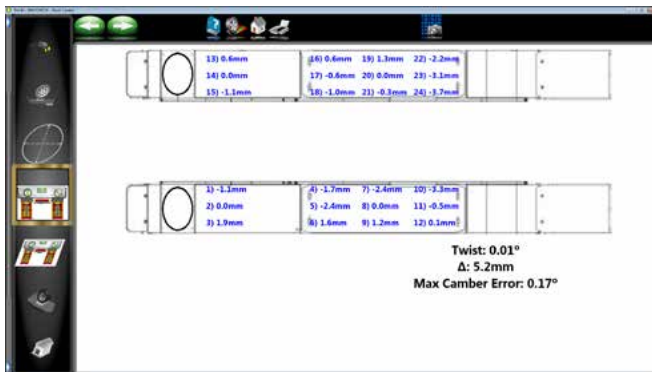 13) 0.6mm 16) 0.6mm 19) 1.3mm 22) -2.2mm
14) 0.0mm 17) -0.6mm 20) 0.0mm 23) -3.1mm
15) -1.1mm 18) -1.0mm 21) -0.3mm 24) -3.7mm
1) -1.1mm 4) -1.7mm 7) -2.4mm 10) -3.3mm
2) 0.0mm 5) -2.4mm 8) 0.0mm 11) -0.5mm
3) 1.9mm 6) 1.6mm 9) 1.2mm 12) 0.1mm
Twist: 0.01°
Δ: 5.2mm
Max Camber Error: 0.17°